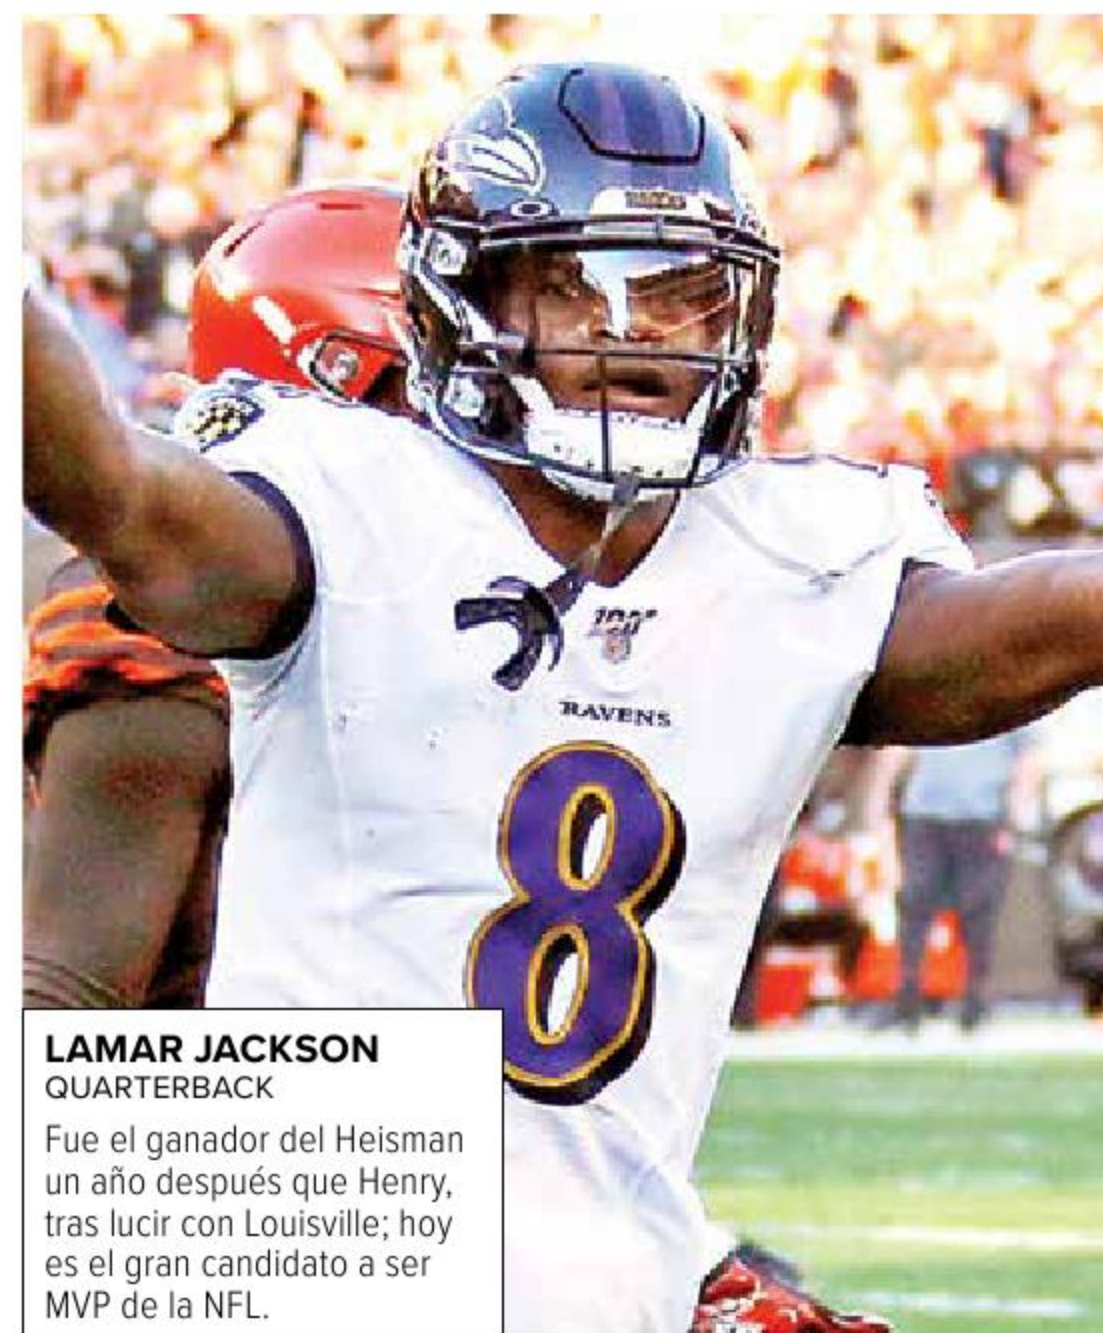 100
RAVENS
8
LAMAR JACKSON
QUARTERBACK
Fue el ganador del Heisman
un año después que Henry,
tras lucir con Louisville; hoy
es el gran candidato a ser
MVP de la NFL.